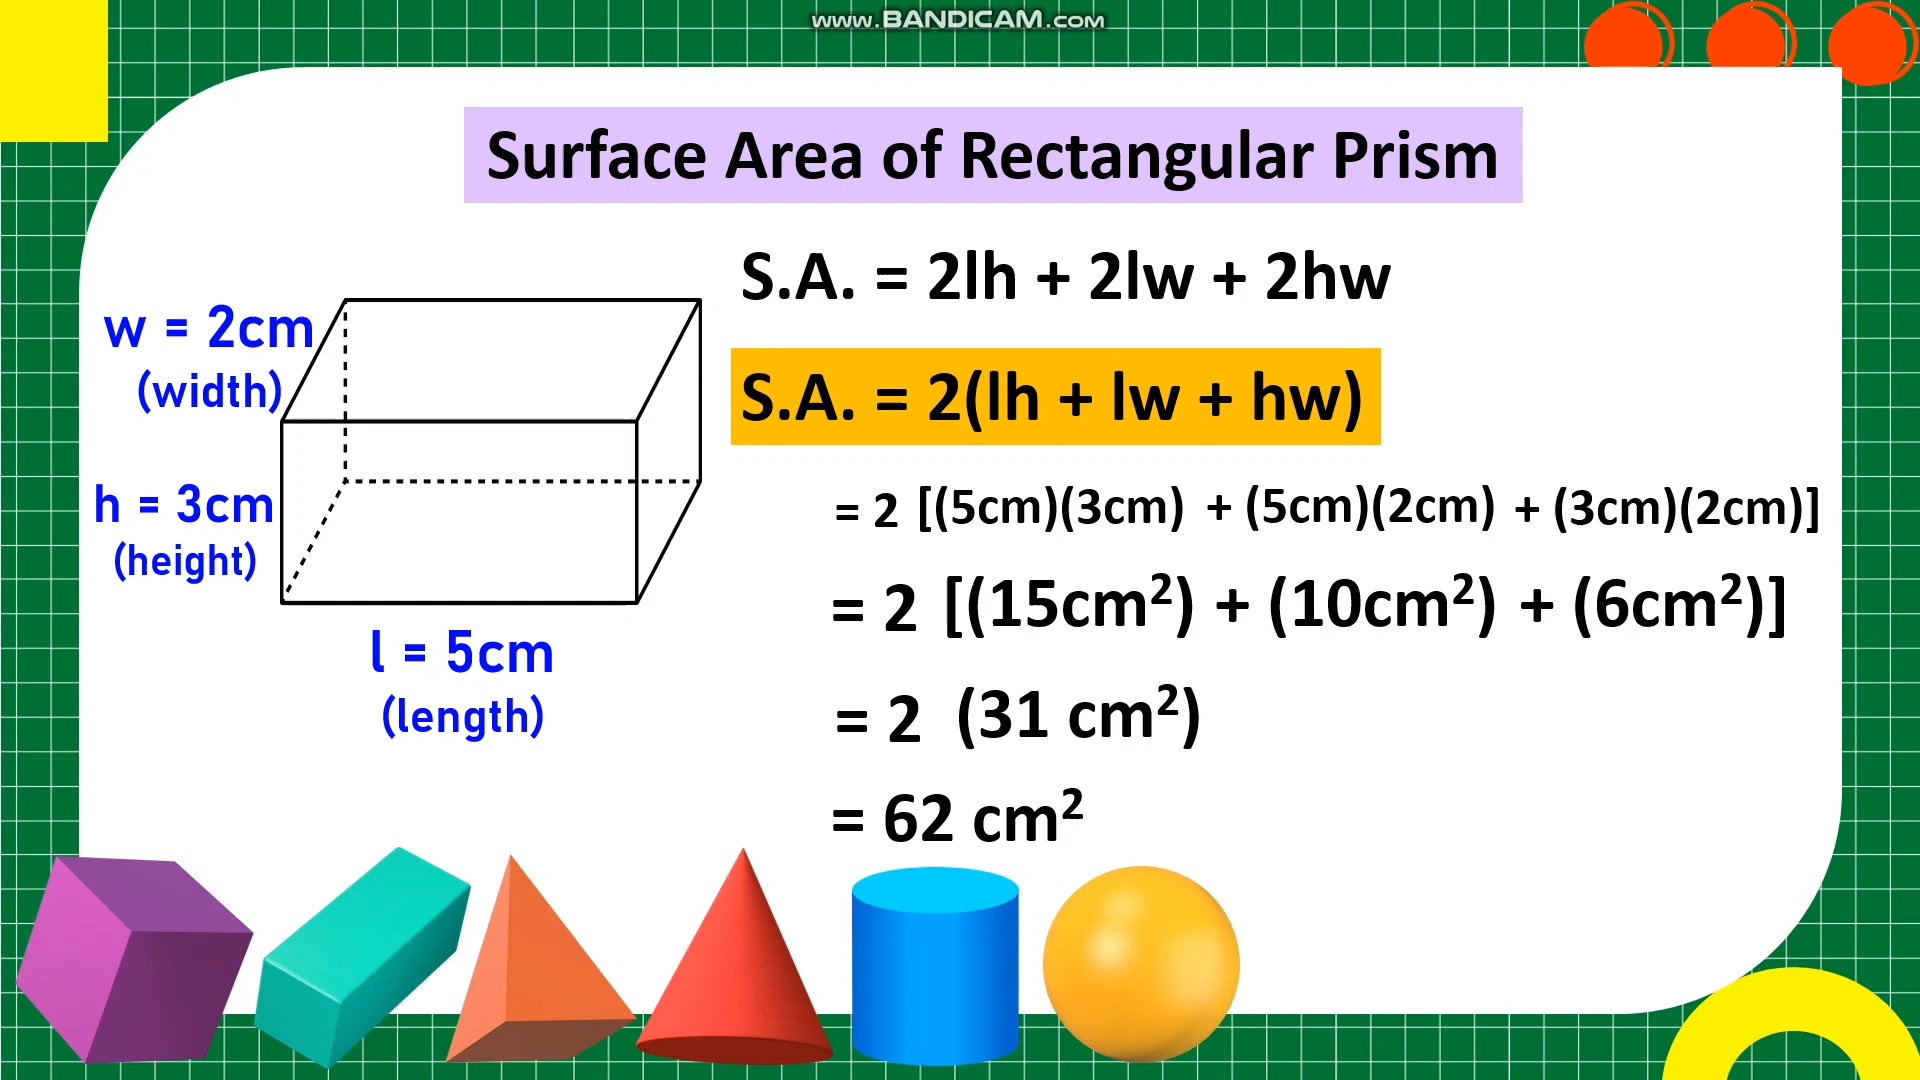 www.BANDICAM.com
Surface Area of Rectangular Prism
S.A. = 2lh + 2lw + 2hw
w = 2cm
(width)
S.A. = 2(lh + lw + hw)
h = 3cm
(height)
= 2 [(5cm)(3cm) + (5cm)(2cm) + (3cm)(2cm)]
= 2 [(15cm²) + (10cm²) + (6cm²)]
l = 5cm
(length)
= 2 (31 cm²)
= 62 cm²